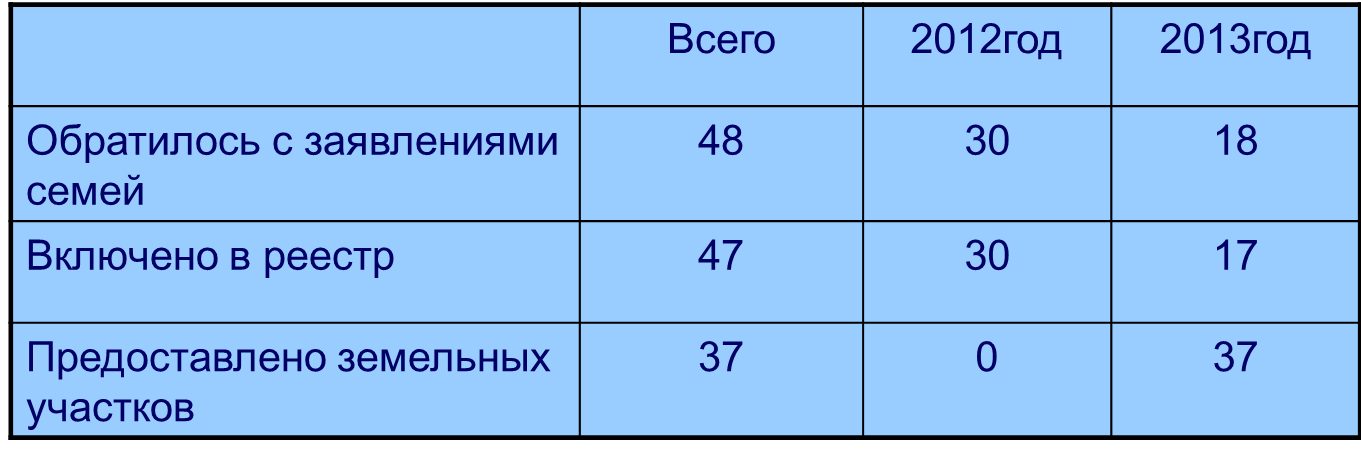 Всего 2012год 2013год
Обратилось с заявлениями 48 30 18
семей
Включено в реестр 47 30 17
Предоставлено земельных 37 0 37
участков